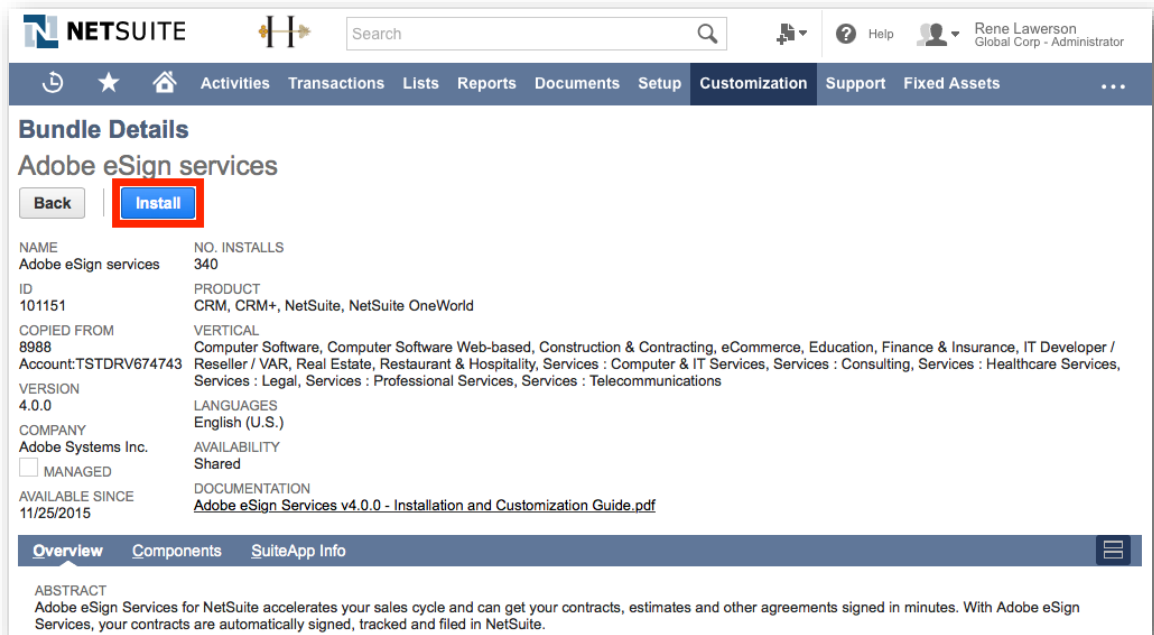 NETSUITE
H
Search
Help
Rene Lawerson
Global Corp - Administrator
Activities Transactions Lists Reports Documents Setup Customization Support Fixed Assets ...
Bundle Details
Adobe eSign services
Back Install
NAME
Adobe eSign services
ID
101151
COPIED FROM
8988
Account:TSTDRV674743
VERSION
4.0.0
COMPANY
Adobe Systems Inc.
MANAGED
AVAILABLE SINCE
11/25/2015
NO. INSTALLS
340
PRODUCT
CRM, CRM+, NetSuite, NetSuite OneWorld
VERTICAL
Computer Software, Computer Software Web-based, Construction & Contracting, eCommerce, Education, Finance & Insurance, IT Developer /
Reseller / VAR, Real Estate, Restaurant & Hospitality, Services : Computer & IT Services, Services : Consulting, Services : Healthcare Services,
Services : Legal, Services : Professional Services, Services : Telecommunications
LANGUAGES
English (U.S.)
AVAILABILITY
Shared
DOCUMENTATION
Adobe eSign Services v4.0.0 - Installation and Customization Guide.pdf
Overview Components SuiteApp Info
ABSTRACT
Adobe eSign Services for NetSuite accelerates your sales cycle and can get your contracts, estimates and other agreements signed in minutes. With Adobe eSign
Services, your contracts are automatically signed, tracked and filed in NetSuite.